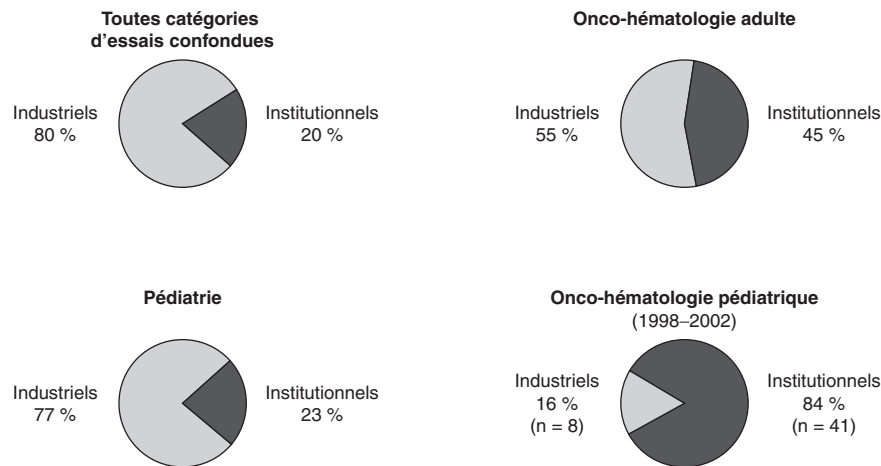 Toutes catégories
d'essais confondues
Industriels
80 %
Institutionnels
20 %
Onco-hématologie adulte
Industriels
55 %
Institutionnels
45 %
Pédiatrie
Industriels
77 %
Institutionnels
23 %
Onco-hématologie pédiatrique
(1998–2002)
Industriels
16 %
(n = 8)
Institutionnels
84 %
(n = 41)